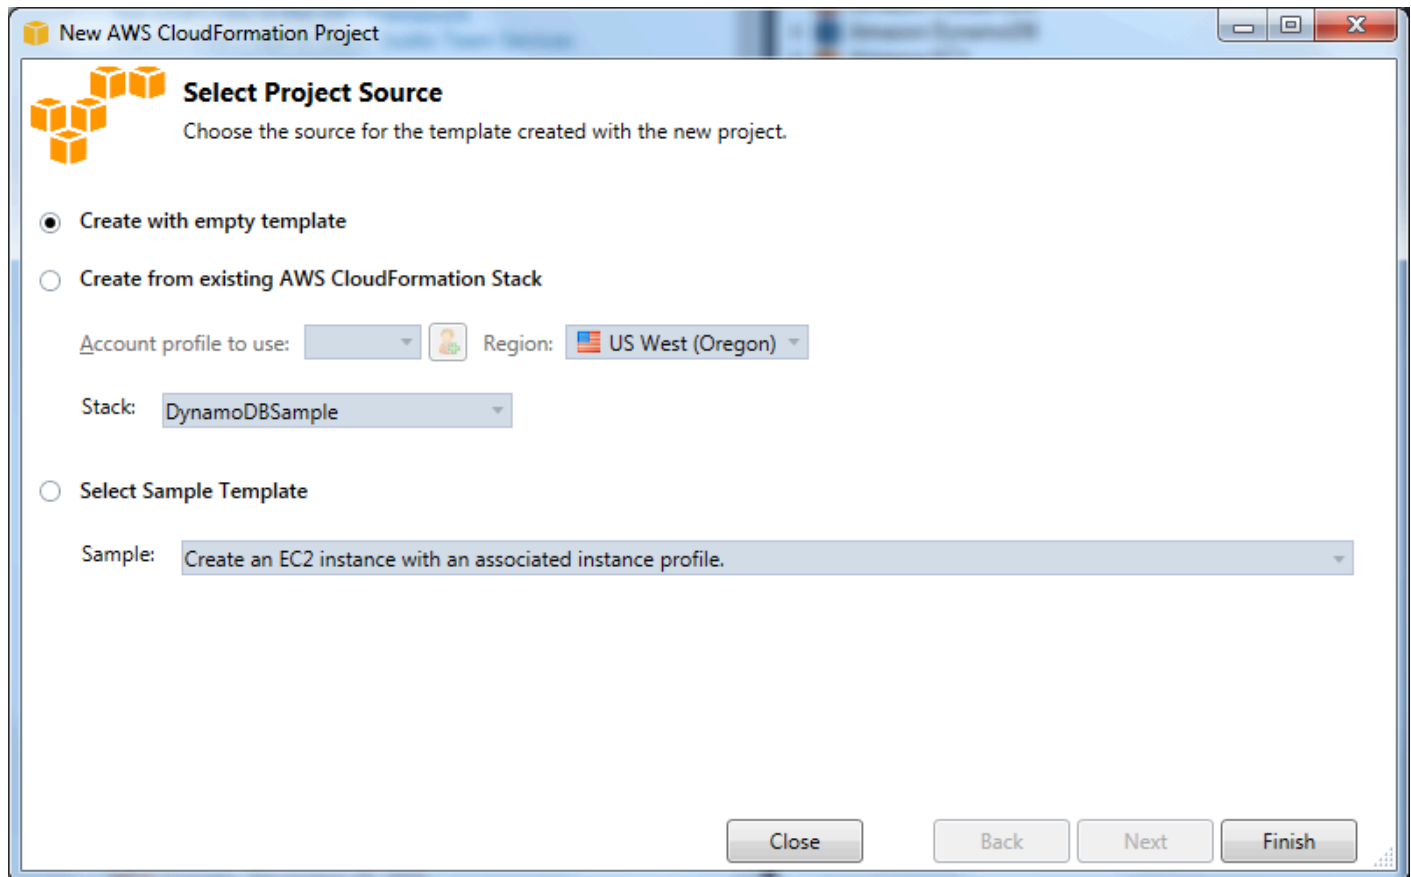 New AWS CloudFormation Project
Amazon DynamoDB
Select Project Source
Choose the source for the template created with the new project.
Create with empty template
Create from existing AWS CloudFormation Stack
Account profile to use: Region: US West (Oregon)
Stack: DynamoDBSample
Select Sample Template
Sample: Create an EC2 instance with an associated instance profile.
Close Back Next Finish